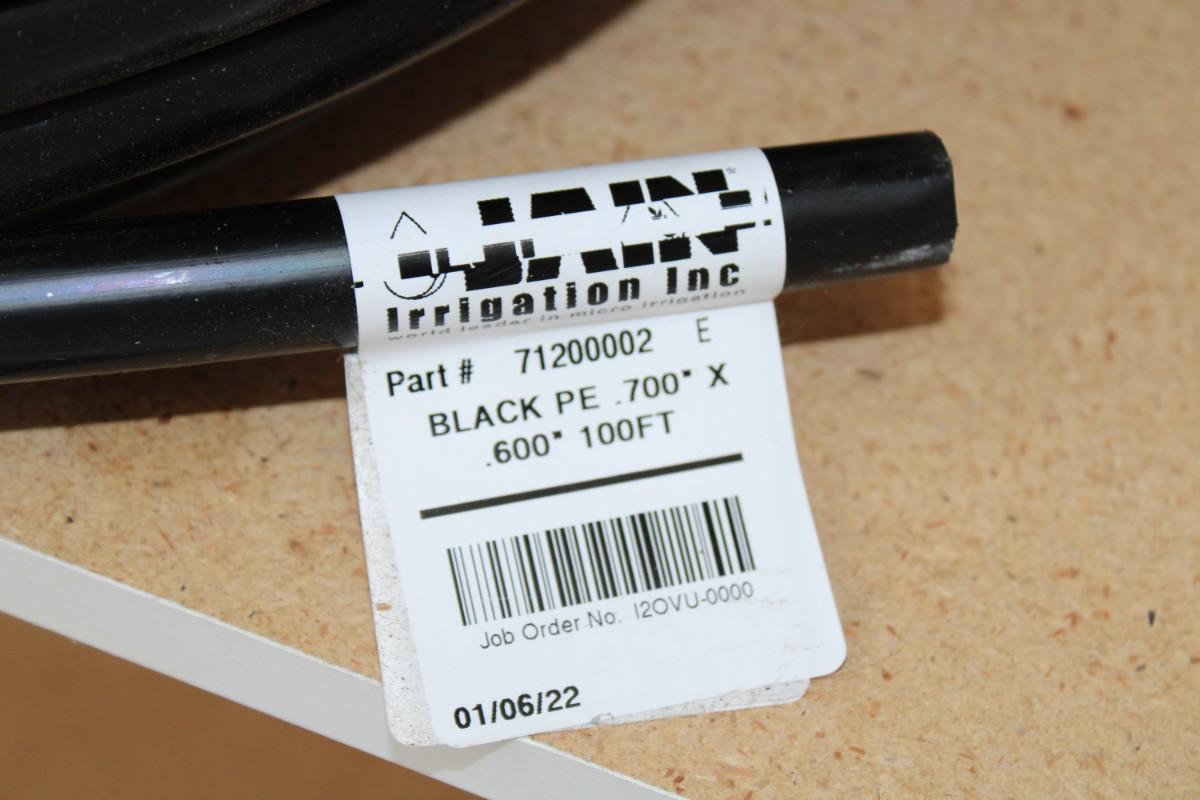 JAIN®
Irrigation Inc
world leader in micro irrigation
Part # 71200002 E
BLACK PE .700" X
.600" 100FT
Job Order No: I2OVU-0000
01/06/22